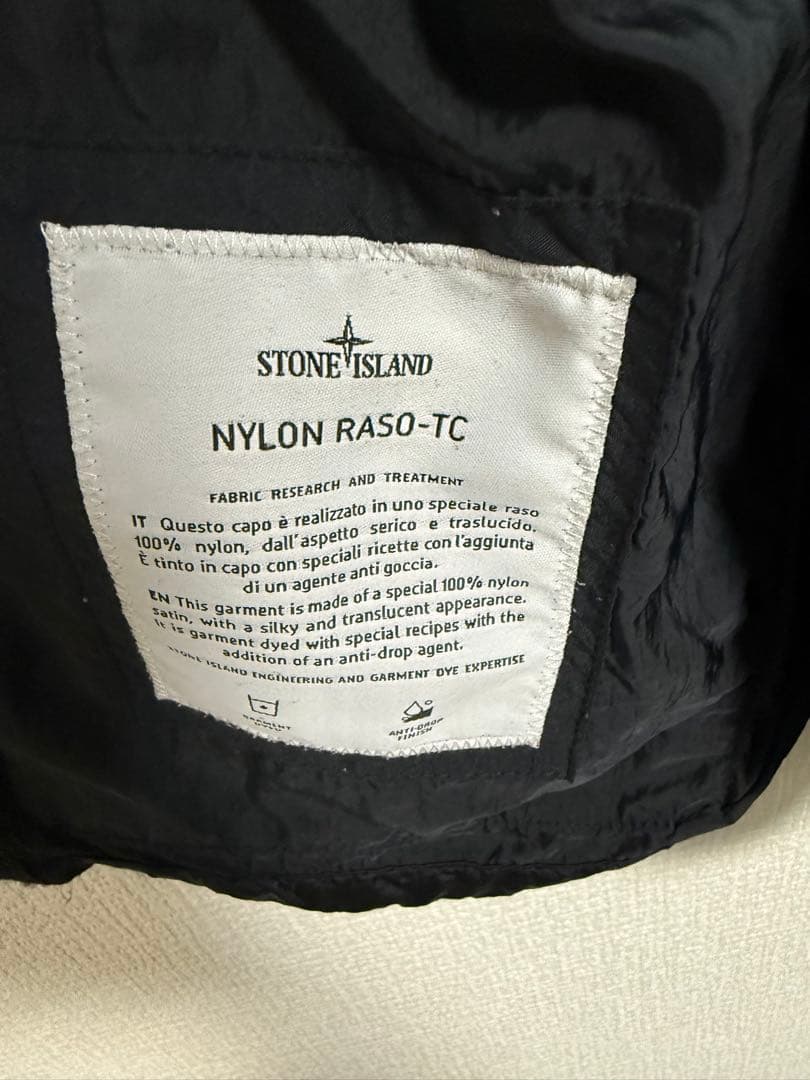 STONE ISLAND
NYLON RASO-TC
FABRIC RESEARCH AND TREATMENT
IT Questo capo è realizzato in uno speciale raso
100% nylon, dall'aspetto serico e traslucido.
È tinto in capo con speciali ricette con l'aggiunta
di un agente anti goccia.
EN This garment is made of a special 100% nylon
satin, with a silky and translucent appearance.
It is garment dyed with special recipes with the
addition of an anti-drop agent.
STONE ISLAND ENGINEERING AND GARMENT DYE EXPERTISE
GARMENT
DYED
ANTI-DROP
FINISH